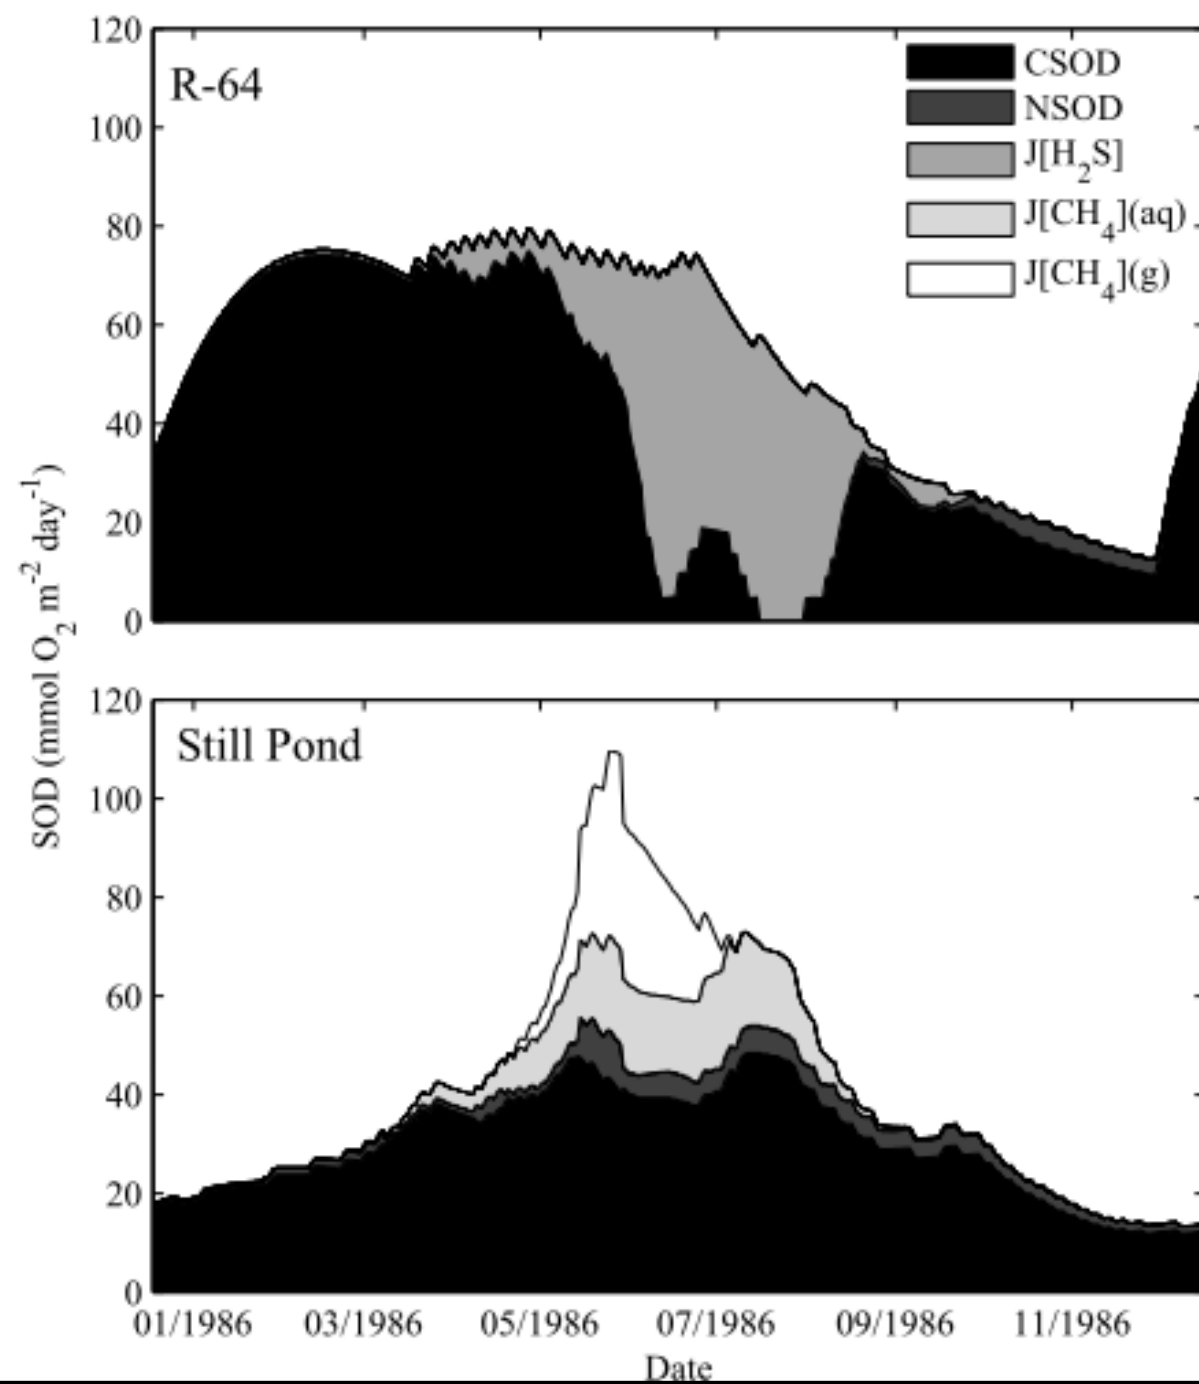 120
100
80
60
40
20
0
R-64
CSOD
NSOD
J[H2S]
J[CH4](aq)
J[CH4](g)
SOD (mmol O2 m-2 day-1)
120
100
80
60
40
20
0
Still Pond
01/1986 03/1986 05/1986 07/1986 09/1986 11/1986
Date